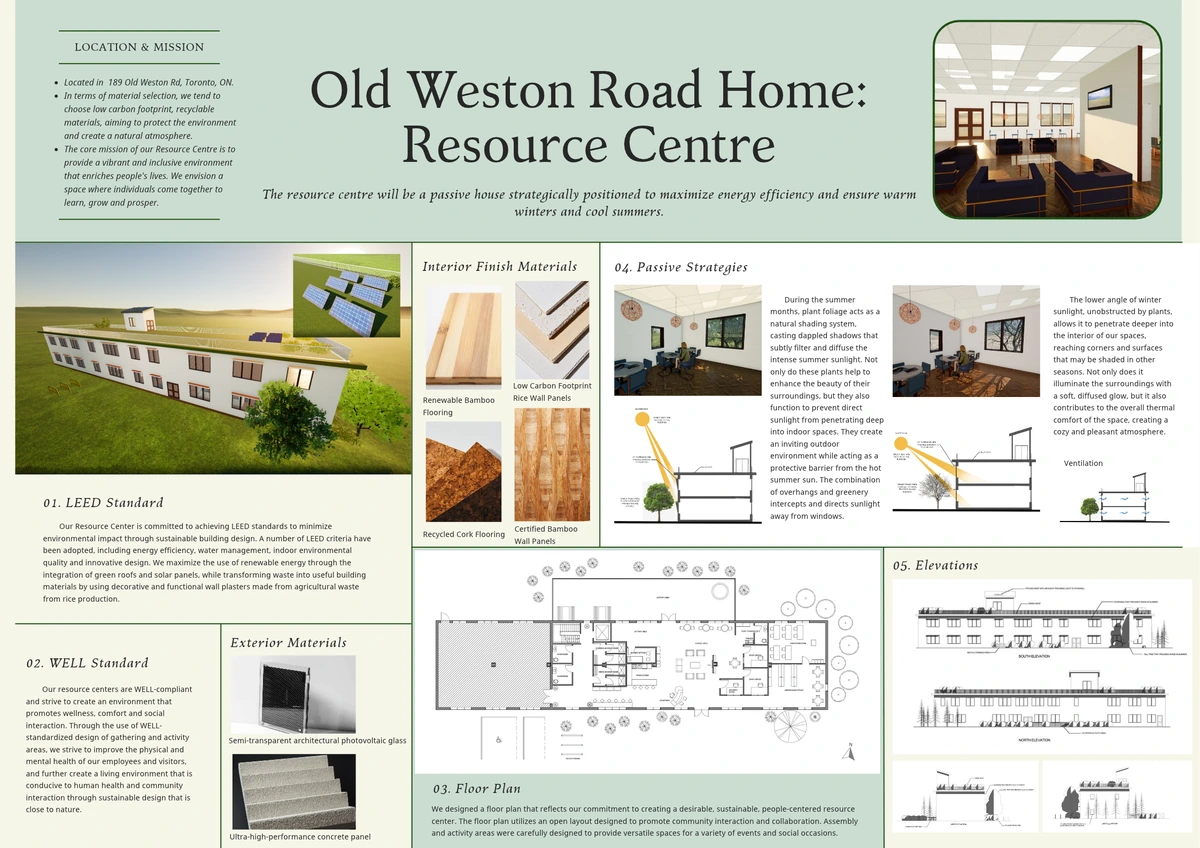 LOCATION & MISSION
Located in 189 Old Weston Rd, Toronto, ON.
In terms of material selection, we tend to
choose low carbon footprint, recyclable
materials, aiming to protect the environment
and create a natural atmosphere.
The core mission of our Resource Centre is to
provide a vibrant and inclusive environment
that enriches people's lives. We envision a
space where individuals come together to
learn, grow and prosper.
Old Weston Road Home:
Resource Centre
The resource centre will be a passive house strategically positioned to maximize energy efficiency and ensure warm
winters and cool summers.
01. LEED Standard
Our Resource Center is committed to achieving LEED standards to minimize
environmental impact through sustainable building design. A number of LEED criteria have
been adopted, including energy efficiency, water management, indoor environmental
quality and innovative design. We maximize the use of renewable energy through the
integration of green roofs and solar panels, while transforming waste into useful building
materials by using decorative and functional wall plasters made from agricultural waste
from rice production.
02. WELL Standard
Our resource centers are WELL-compliant
and strive to create an environment that
promotes wellness, comfort and social
interaction. Through the use of WELL-
standardized design of gathering and activity
areas, we strive to improve the physical and
mental health of our employees and visitors,
and further create a living environment that is
conducive to human health and community
interaction through sustainable design that is
close to nature.
Exterior Materials
Semi-transparent architectural photovoltaic glass
Ultra-high-performance concrete panel
Interior Finish Materials
Renewable Bamboo
Flooring
Low Carbon Footprint
Rice Wall Panels
Recycled Cork Flooring
Certified Bamboo
Wall Panels
04. Passive Strategies
During the summer
months, plant foliage acts as a
natural shading system,
casting dappled shadows that
subtly filter and diffuse the
intense summer sunlight. Not
only do these plants help to
enhance the beauty of their
surroundings, but they also
function to prevent direct
sunlight from penetrating deep
into indoor spaces. They create
an inviting outdoor
environment while acting as a
protective barrier from the hot
summer sun. The combination
of overhangs and greenery
intercepts and directs sunlight
away from windows.
The lower angle of winter
sunlight, unobstructed by plants,
allows it to penetrate deeper into
the interior of our spaces,
reaching corners and surfaces
that may be shaded in other
seasons. Not only does it
illuminate the surroundings with
a soft, diffused glow, but it also
contributes to the overall thermal
comfort of the space, creating a
cozy and pleasant atmosphere.
Ventilation
03. Floor Plan
We designed a floor plan that reflects our commitment to creating a desirable, sustainable, people-centered resource
center. The floor plan utilizes an open layout designed to promote community interaction and collaboration. Assembly
and activity areas were carefully designed to provide versatile spaces for a variety of events and social occasions.
N
05. Elevations
SOUTH ELEVATION
NORTH ELEVATION